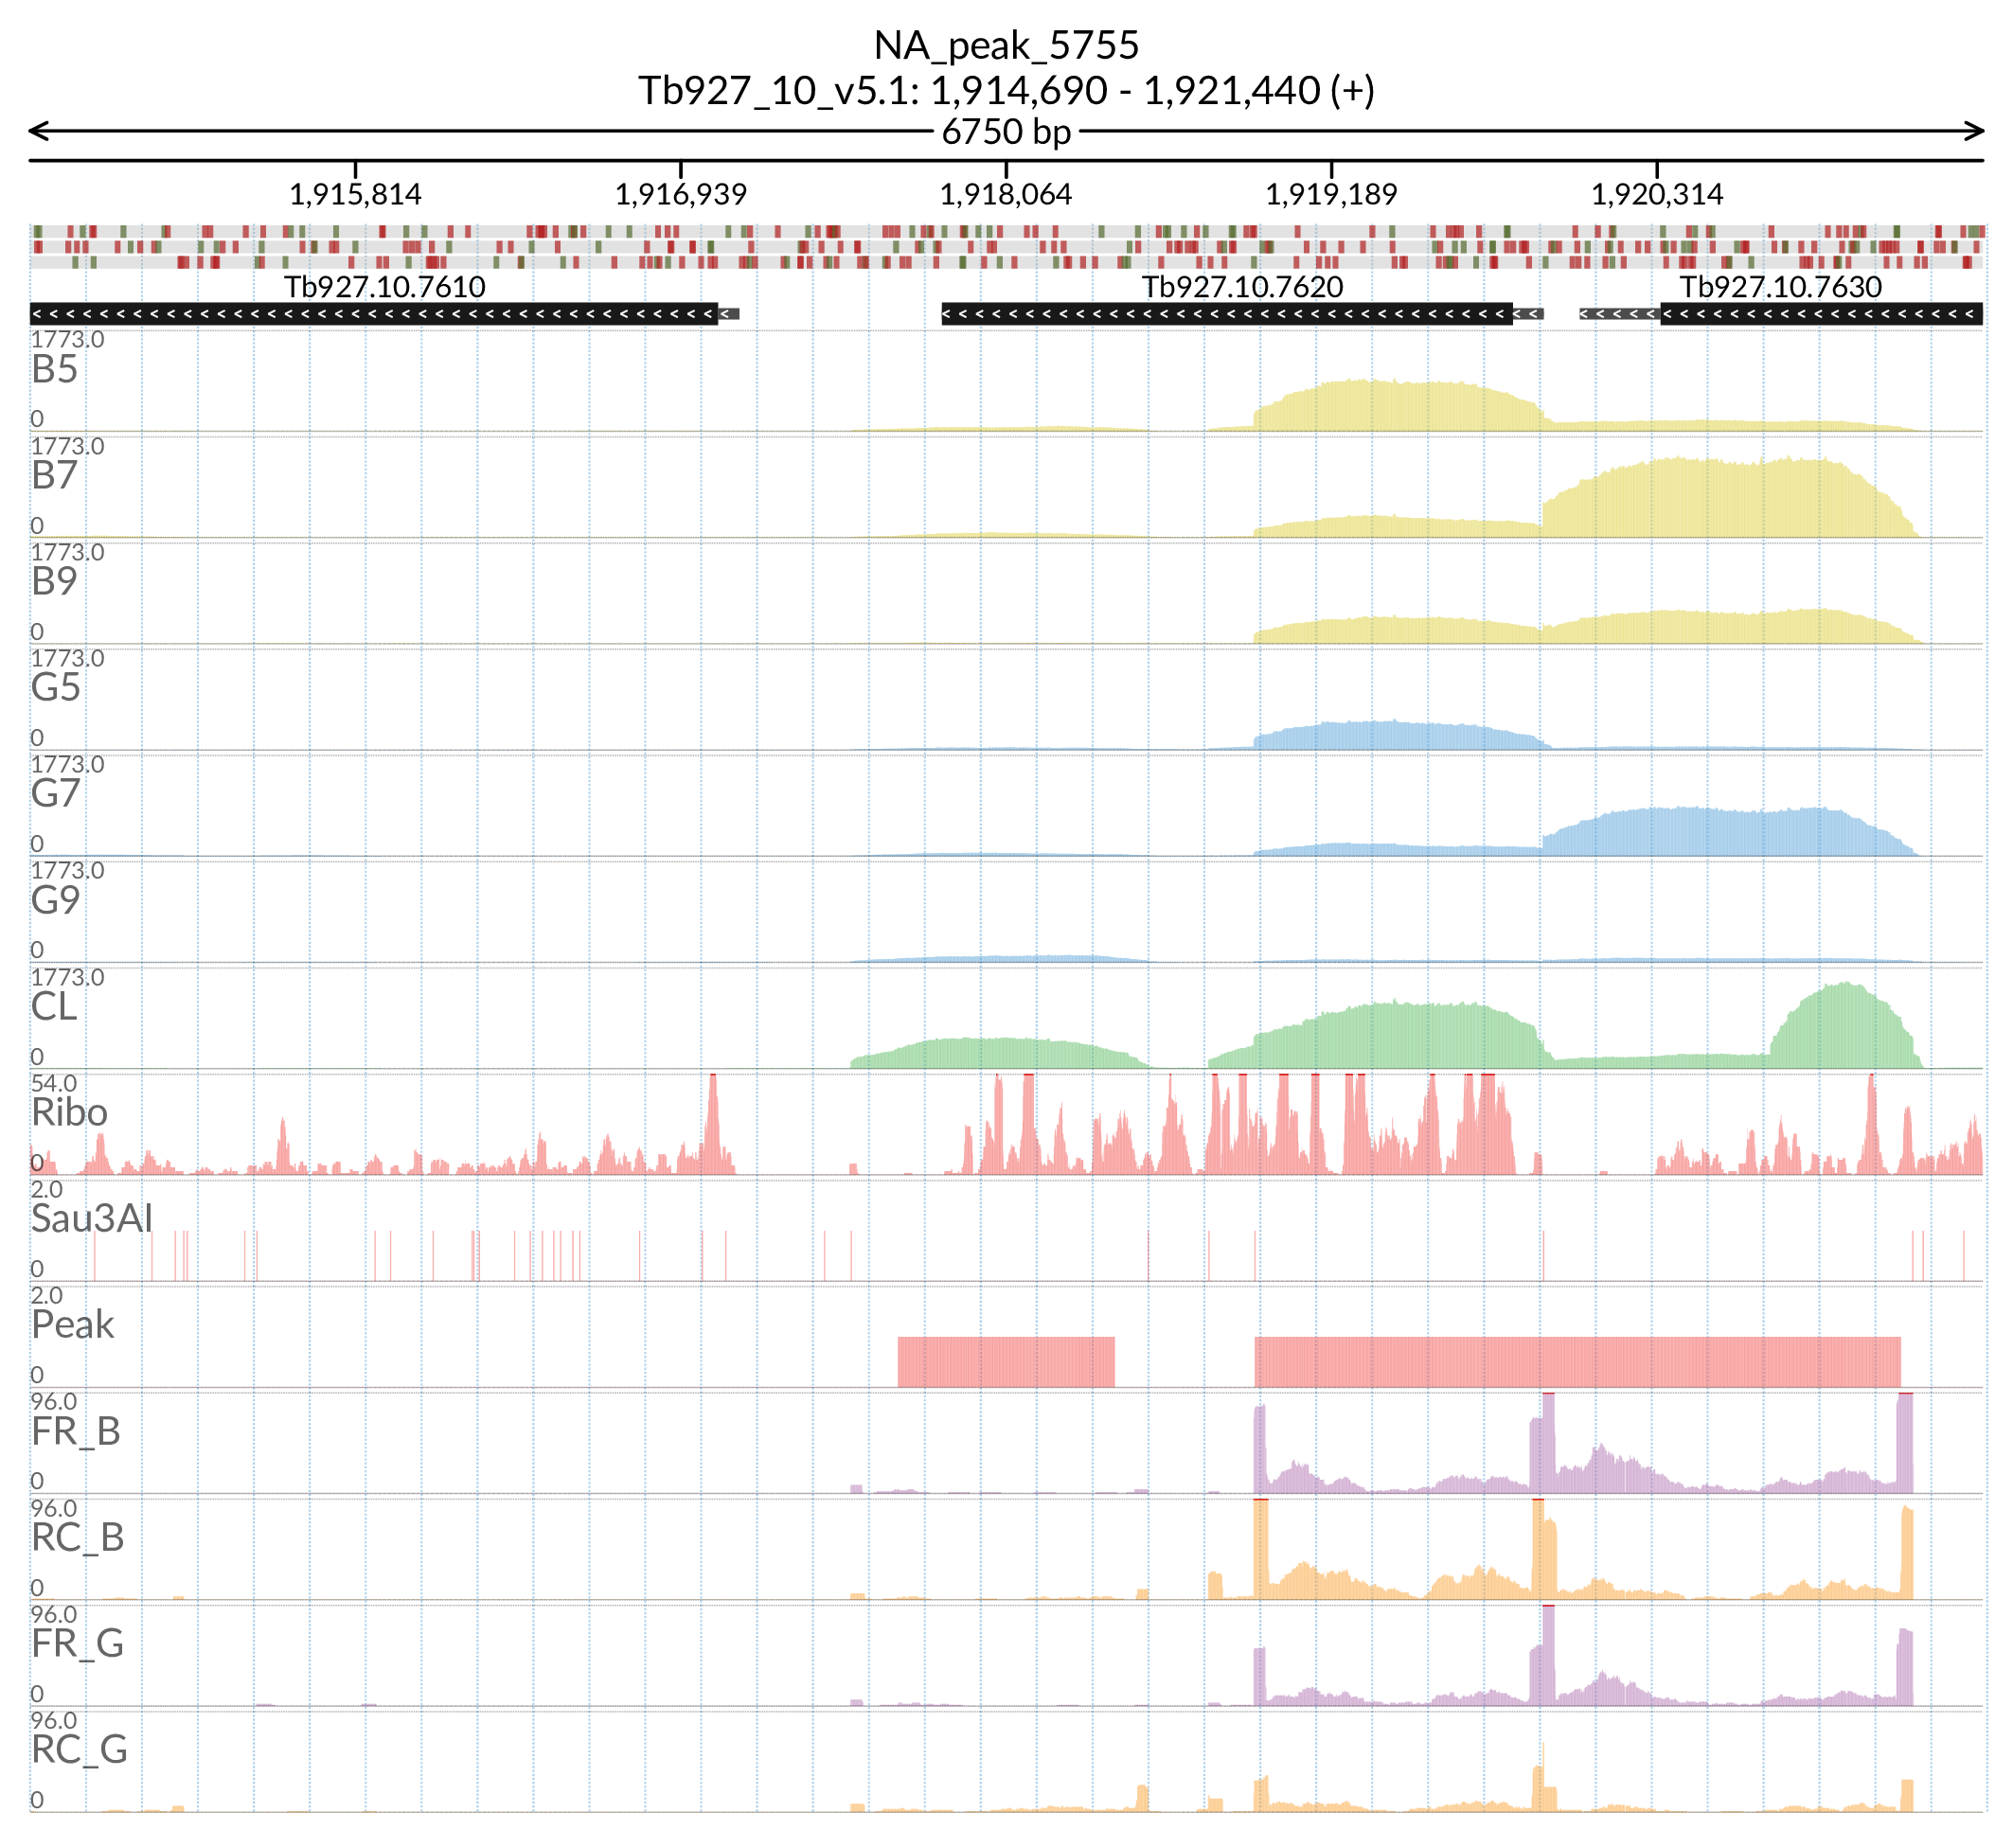 NA_peak_5755
Tb927_10_v5.1: 1,914,690 - 1,921,440 (+)
6750 bp
1,915,814 1,916,939 1,918,064 1,919,189 1,920,314
Tb927.10.7610 Tb927.10.7620 Tb927.10.7630
1773.0
B5
0
1773.0
B7
0
1773.0
B9
0
1773.0
G5
0
1773.0
G7
0
1773.0
G9
0
1773.0
CL
0
54.0
Ribo
0
2.0
Sau3AI
0
2.0
Peak
0
96.0
FR_B
0
96.0
RC_B
0
96.0
FR_G
0
96.0
RC_G
0